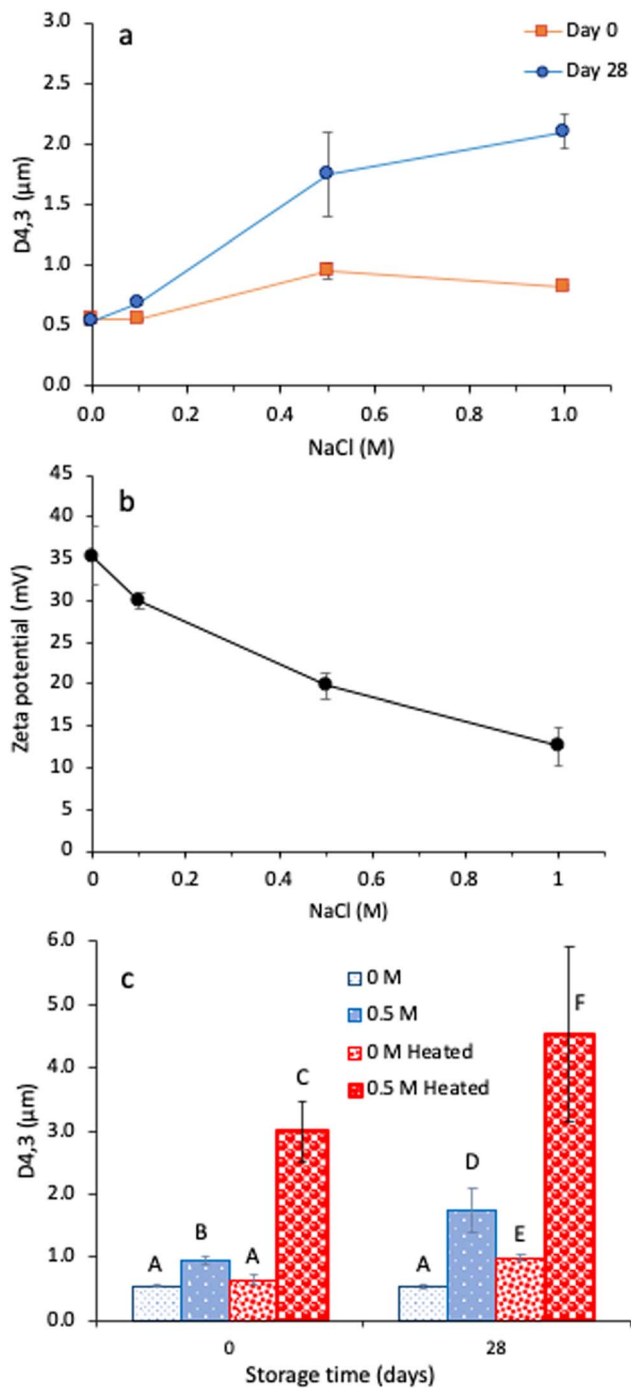 a
Day 0
Day 28
3.0
2.5
2.0
1.5
1.0
0.5
0.0
D4,3 (µm)
0.0 0.2 0.4 0.6 0.8 1.0
NaCl (M)
b
45
40
35
30
25
20
15
10
5
0
Zeta potential (mV)
0 0.2 0.4 0.6 0.8 1
NaCl (M)
c
0 M
0.5 M
0 M Heated
0.5 M Heated
6.0
5.0
4.0
3.0
2.0
1.0
0.0
D4,3 (µm)
A B A C A D E F
0 28
Storage time (days)